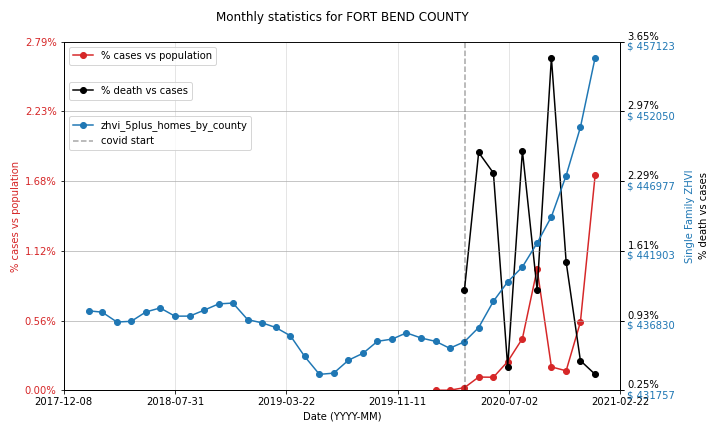 Monthly statistics for FORT BEND COUNTY
2.79%
2.23%
1.68%
1.12%
0.56%
0.00%
% cases vs population
% cases vs population
% death vs cases
zhvi_5plus_homes_by_county
covid start
3.65%
$ 457123
2.97%
$ 452050
2.29%
$ 446977
1.61%
$ 441903
0.93%
$ 436830
0.25%
$ 431757
Single Family ZHVI
% death vs cases
2017-12-08
2018-07-31
2019-03-22
2019-11-11
2020-07-02
2021-02-22
Date (YYYY-MM)